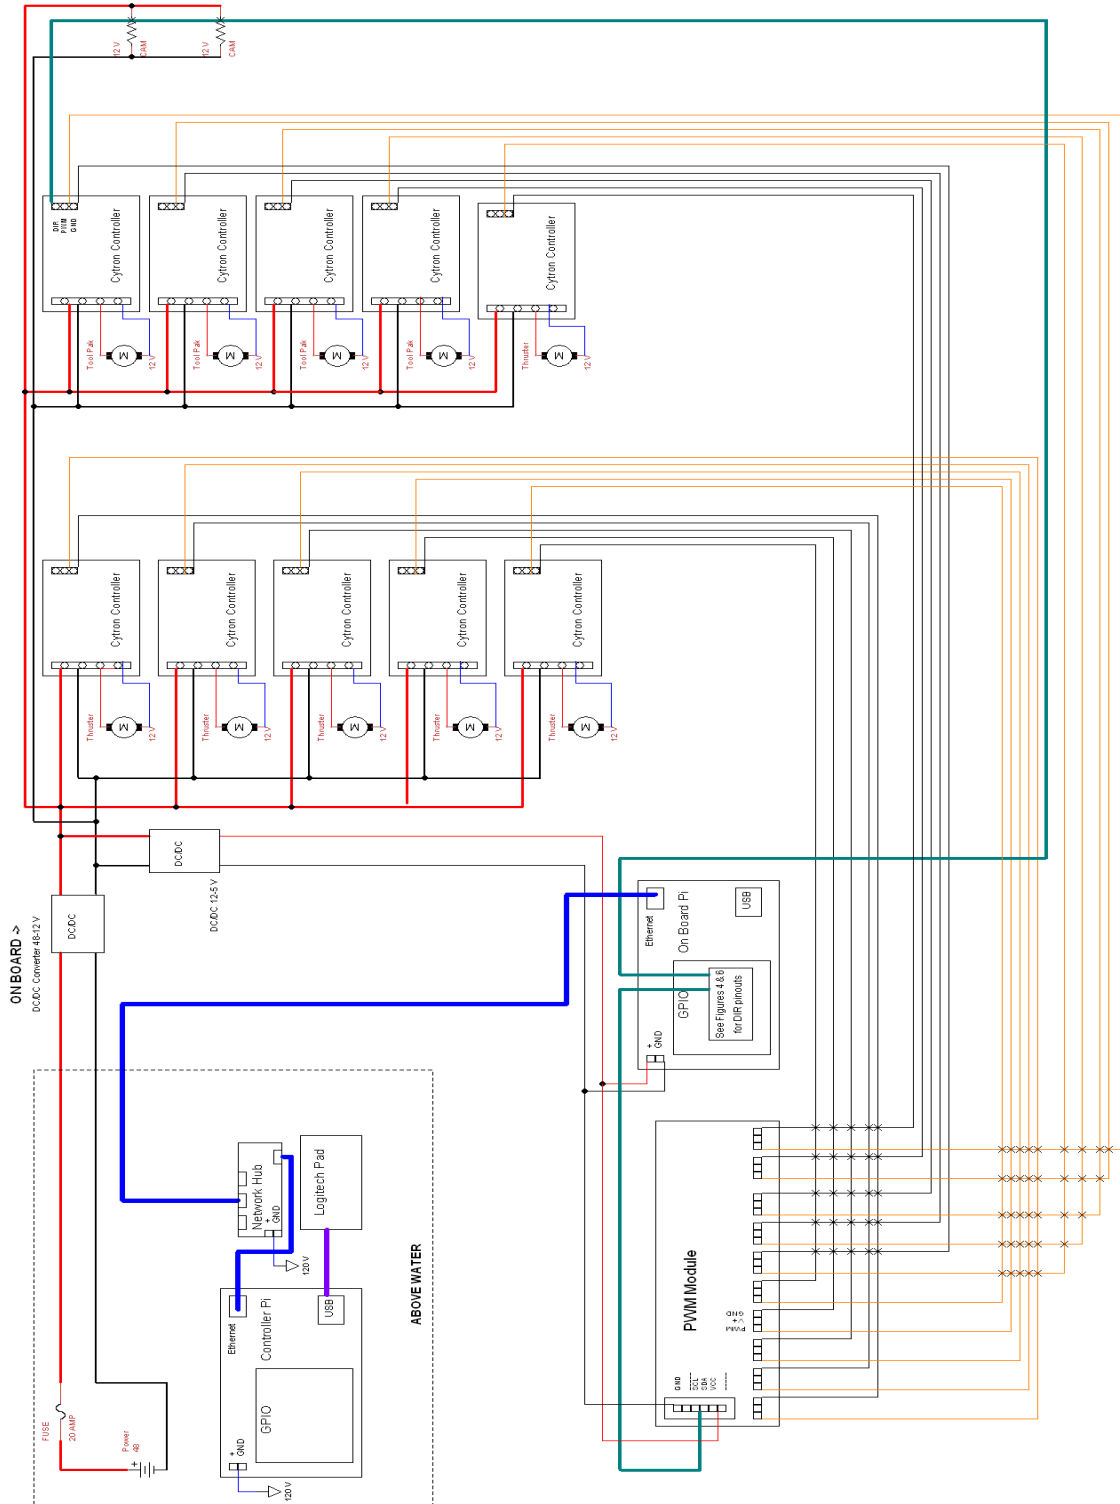 12 V
CAM
12 V
CAM
DIR
PWM
GND
Cytron Controller
Cytron Controller
Cytron Controller
Cytron Controller
Cytron Controller
Tool Pak
M
12 V
Tool Pak
M
12 V
Tool Pak
M
12 V
Tool Pak
M
12 V
Thruster
M
12 V
Cytron Controller
Cytron Controller
Cytron Controller
Cytron Controller
Cytron Controller
Thruster
M
12 V
Thruster
M
12 V
Thruster
M
12 V
Thruster
M
12 V
Thruster
M
12 V
DC/DC
DC/DC 12-5 V
ON BOARD ->
DC/DC Converter 48-12 V
DC/DC
Ethernet
On Board Pi
USB
GPIO
See Figures 4 & 6
for DIR pinouts
+
GND
Network Hub
+
GND
Logitech Pad
120 V
ABOVE WATER
Ethernet
Controller Pi
USB
GPIO
+
GND
120 V
FUSE
20 AMP
Power
48
+
PWM Module
GND
V+
PWM
GND
SCL
SDA
VCC